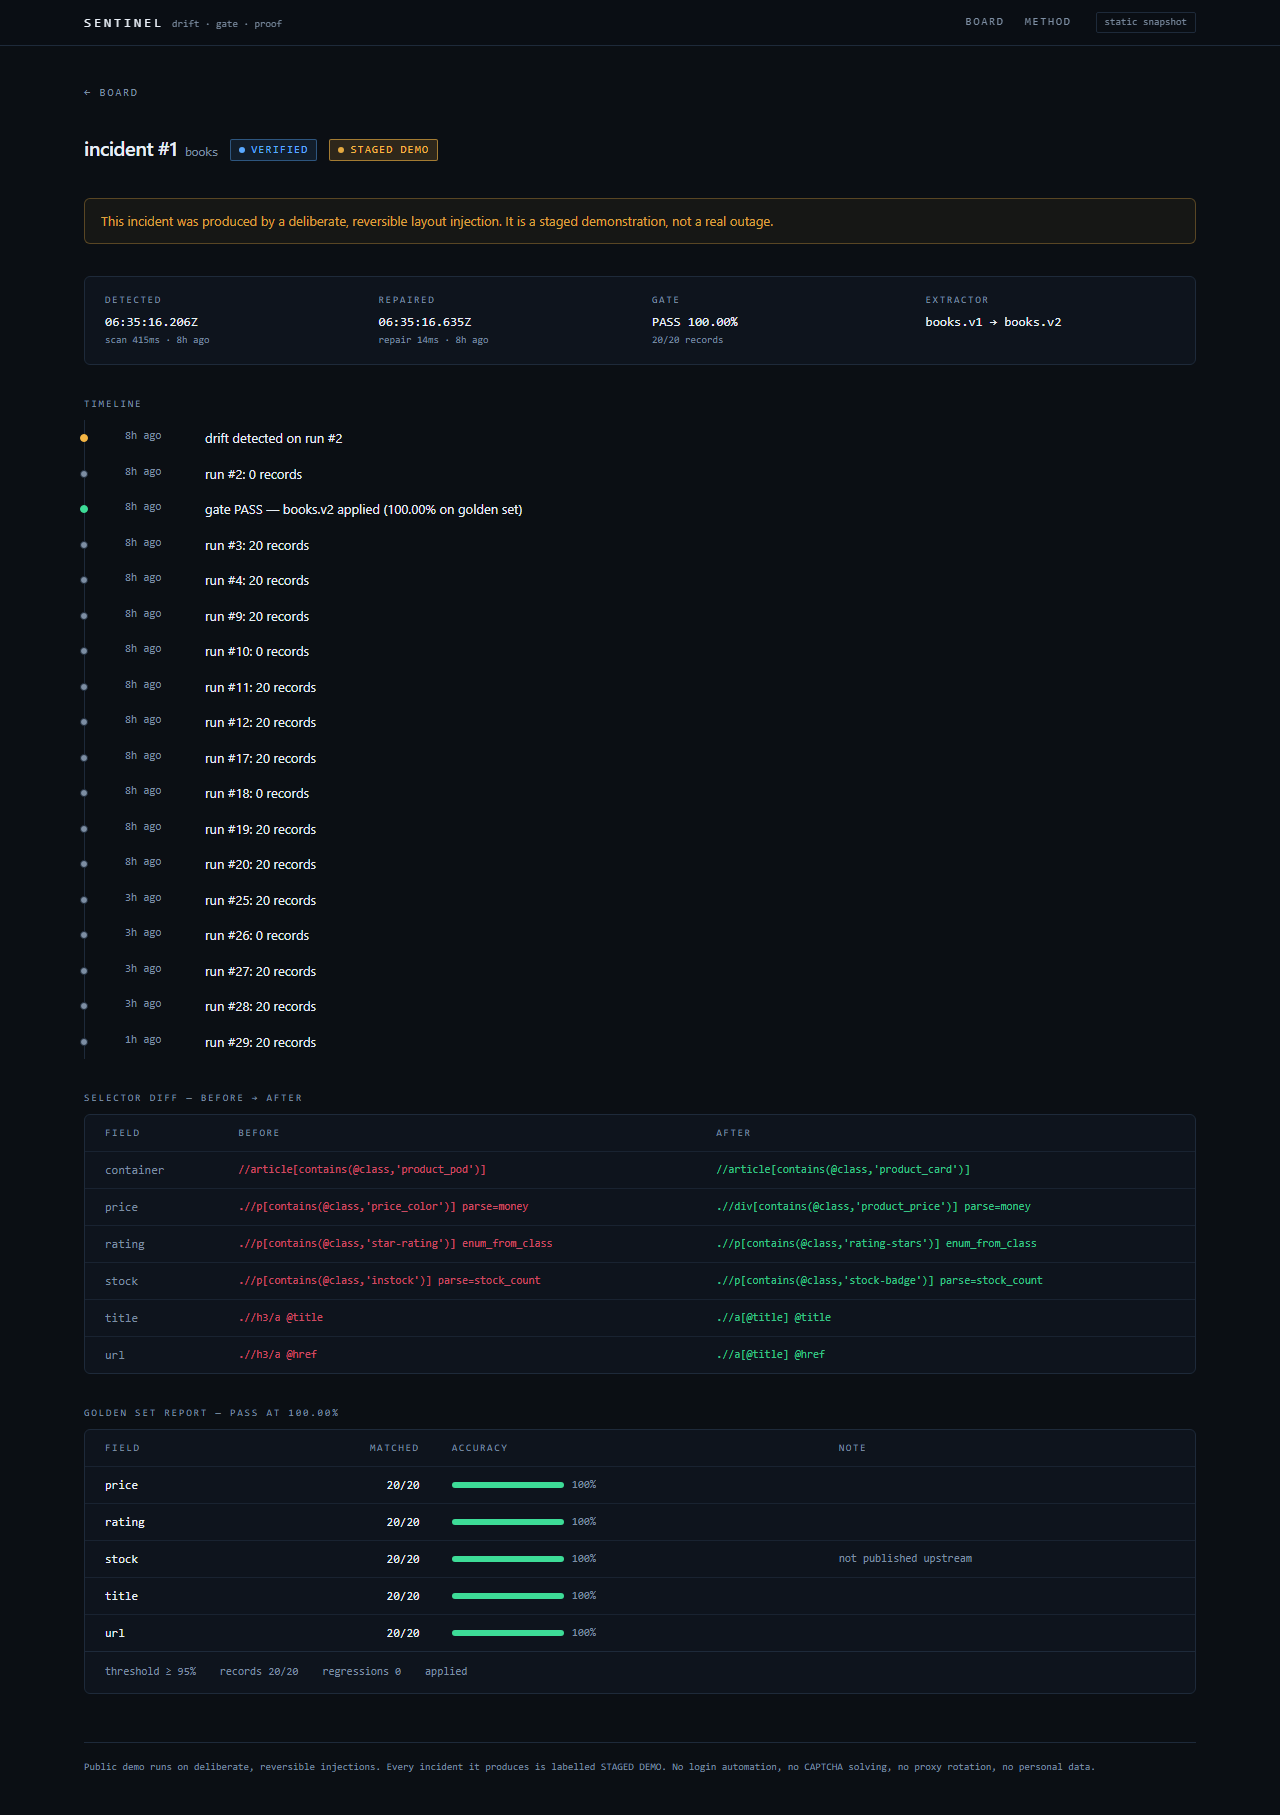 SENTINEL drift · gate · proof BOARD METHOD static snapshot
← BOARD
incident #1 books VERIFIED STAGED DEMO
This incident was produced by a deliberate, reversible layout injection. It is a staged demonstration, not a real outage.
DETECTED REPAIRED GATE EXTRACTOR
06:35:16.206Z 06:35:16.635Z PASS 100.00% books.v1 → books.v2
scan 415ms · 8h ago repair 14ms · 8h ago 20/20 records
TIMELINE
8h ago drift detected on run #2
8h ago run #2: 0 records
8h ago gate PASS — books.v2 applied (100.00% on golden set)
8h ago run #3: 20 records
8h ago run #4: 20 records
8h ago run #9: 20 records
8h ago run #10: 0 records
8h ago run #11: 20 records
8h ago run #12: 20 records
8h ago run #17: 20 records
8h ago run #18: 0 records
8h ago run #19: 20 records
8h ago run #20: 20 records
3h ago run #25: 20 records
3h ago run #26: 0 records
3h ago run #27: 20 records
3h ago run #28: 20 records
1h ago run #29: 20 records
SELECTOR DIFF — BEFORE → AFTER
FIELD BEFORE AFTER
container //article[contains(@class,'product_pod')] //article[contains(@class,'product_card')]
price .//p[contains(@class,'price_color')] parse=money .//div[contains(@class,'product_price')] parse=money
rating .//p[contains(@class,'star-rating')] enum_from_class .//p[contains(@class,'rating-stars')] enum_from_class
stock .//p[contains(@class,'instock')] parse=stock_count .//p[contains(@class,'stock-badge')] parse=stock_count
title .//h3/a @title .//a[@title] @title
url .//h3/a @href .//a[@title] @href
GOLDEN SET REPORT — PASS AT 100.00%
FIELD MATCHED ACCURACY NOTE
price 20/20 100%
rating 20/20 100%
stock 20/20 100% not published upstream
title 20/20 100%
url 20/20 100%
threshold ≥ 95% records 20/20 regressions 0 applied
Public demo runs on deliberate, reversible injections. Every incident it produces is labelled STAGED DEMO. No login automation, no CAPTCHA solving, no proxy rotation, no personal data.